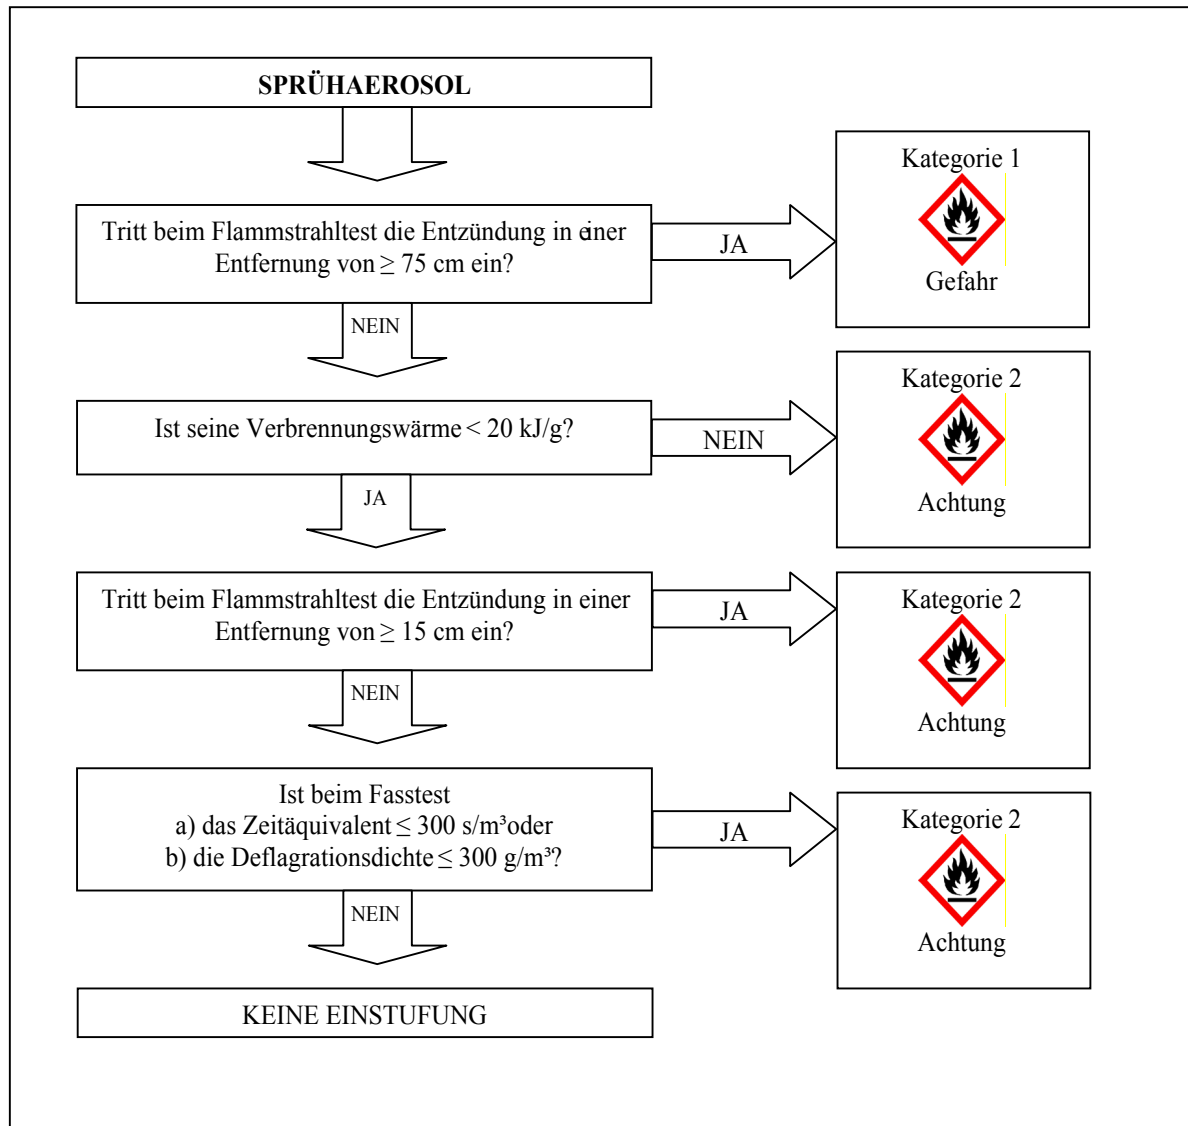 SPRÜHAEROSOL
Tritt beim Flammstrahltest die Entzündung in einer
Entfernung von ≥ 75 cm ein?
JA
Kategorie 1
Gefahr
NEIN
Ist seine Verbrennungswärme < 20 kJ/g?
NEIN
Kategorie 2
Achtung
JA
Tritt beim Flammstrahltest die Entzündung in einer
Entfernung von ≥ 15 cm ein?
JA
Kategorie 2
Achtung
NEIN
Ist beim Fasstest
a) das Zeitäquivalent ≤ 300 s/m³oder
b) die Deflagrationsdichte ≤ 300 g/m³?
JA
Kategorie 2
Achtung
NEIN
KEINE EINSTUFUNG